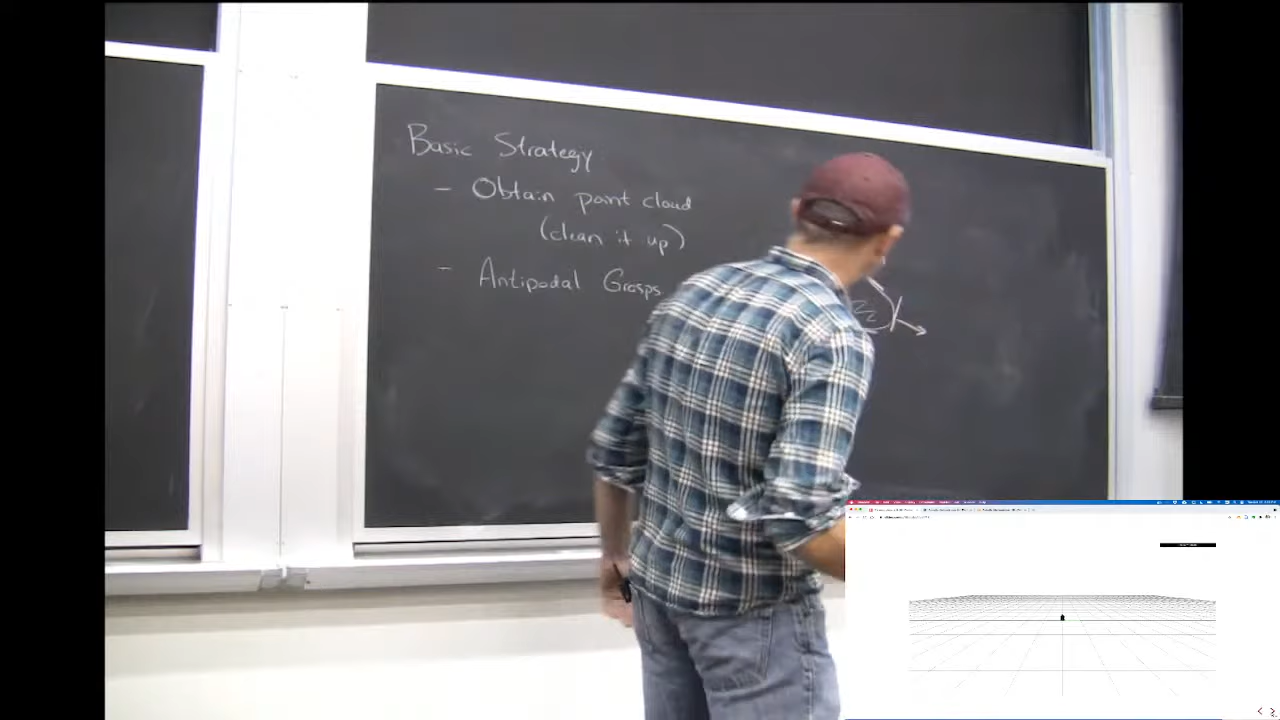 Basic Strategy
- Obtain point cloud
(clean it up)
- Antipodal Grasps